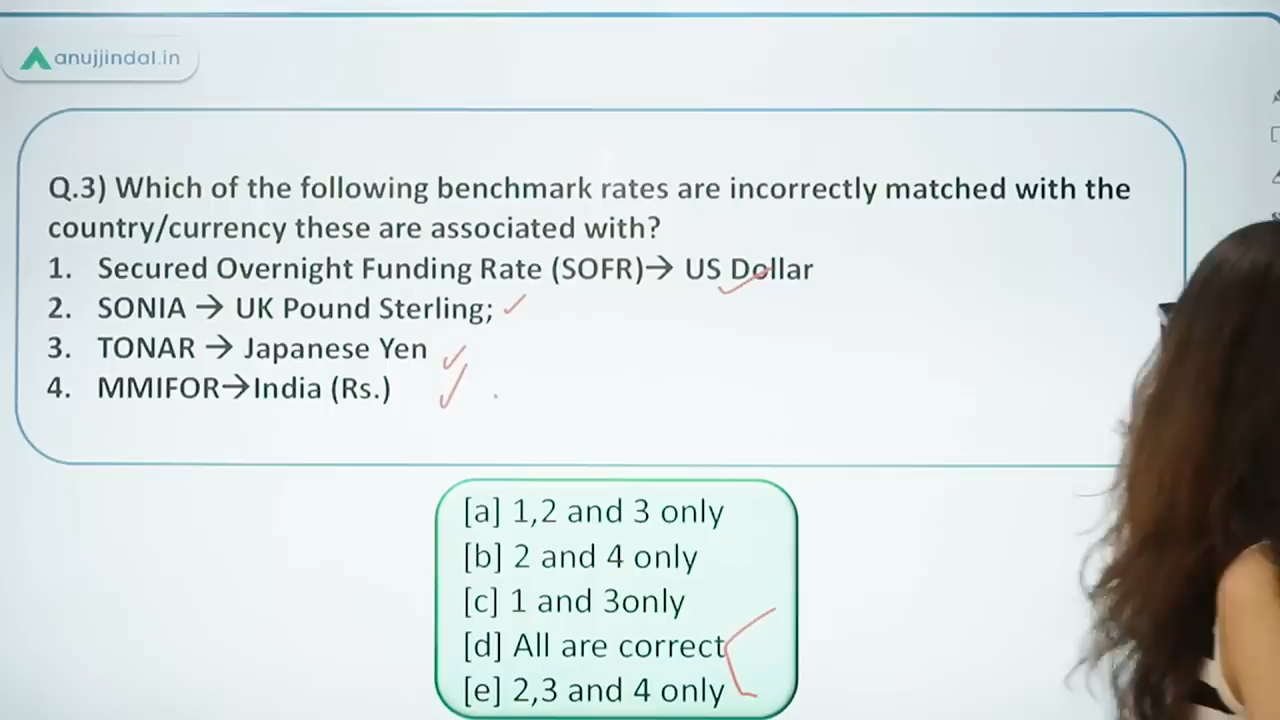 anujjindal.in
Q.3) Which of the following benchmark rates are incorrectly matched with the
country/currency these are associated with?
1. Secured Overnight Funding Rate (SOFR)→ US Dollar
2. SONIA → UK Pound Sterling;
3. TONAR → Japanese Yen
4. MMIFOR→India (Rs.)
[a] 1,2 and 3 only
[b] 2 and 4 only
[c] 1 and 3only
[d] All are correct
[e] 2,3 and 4 only